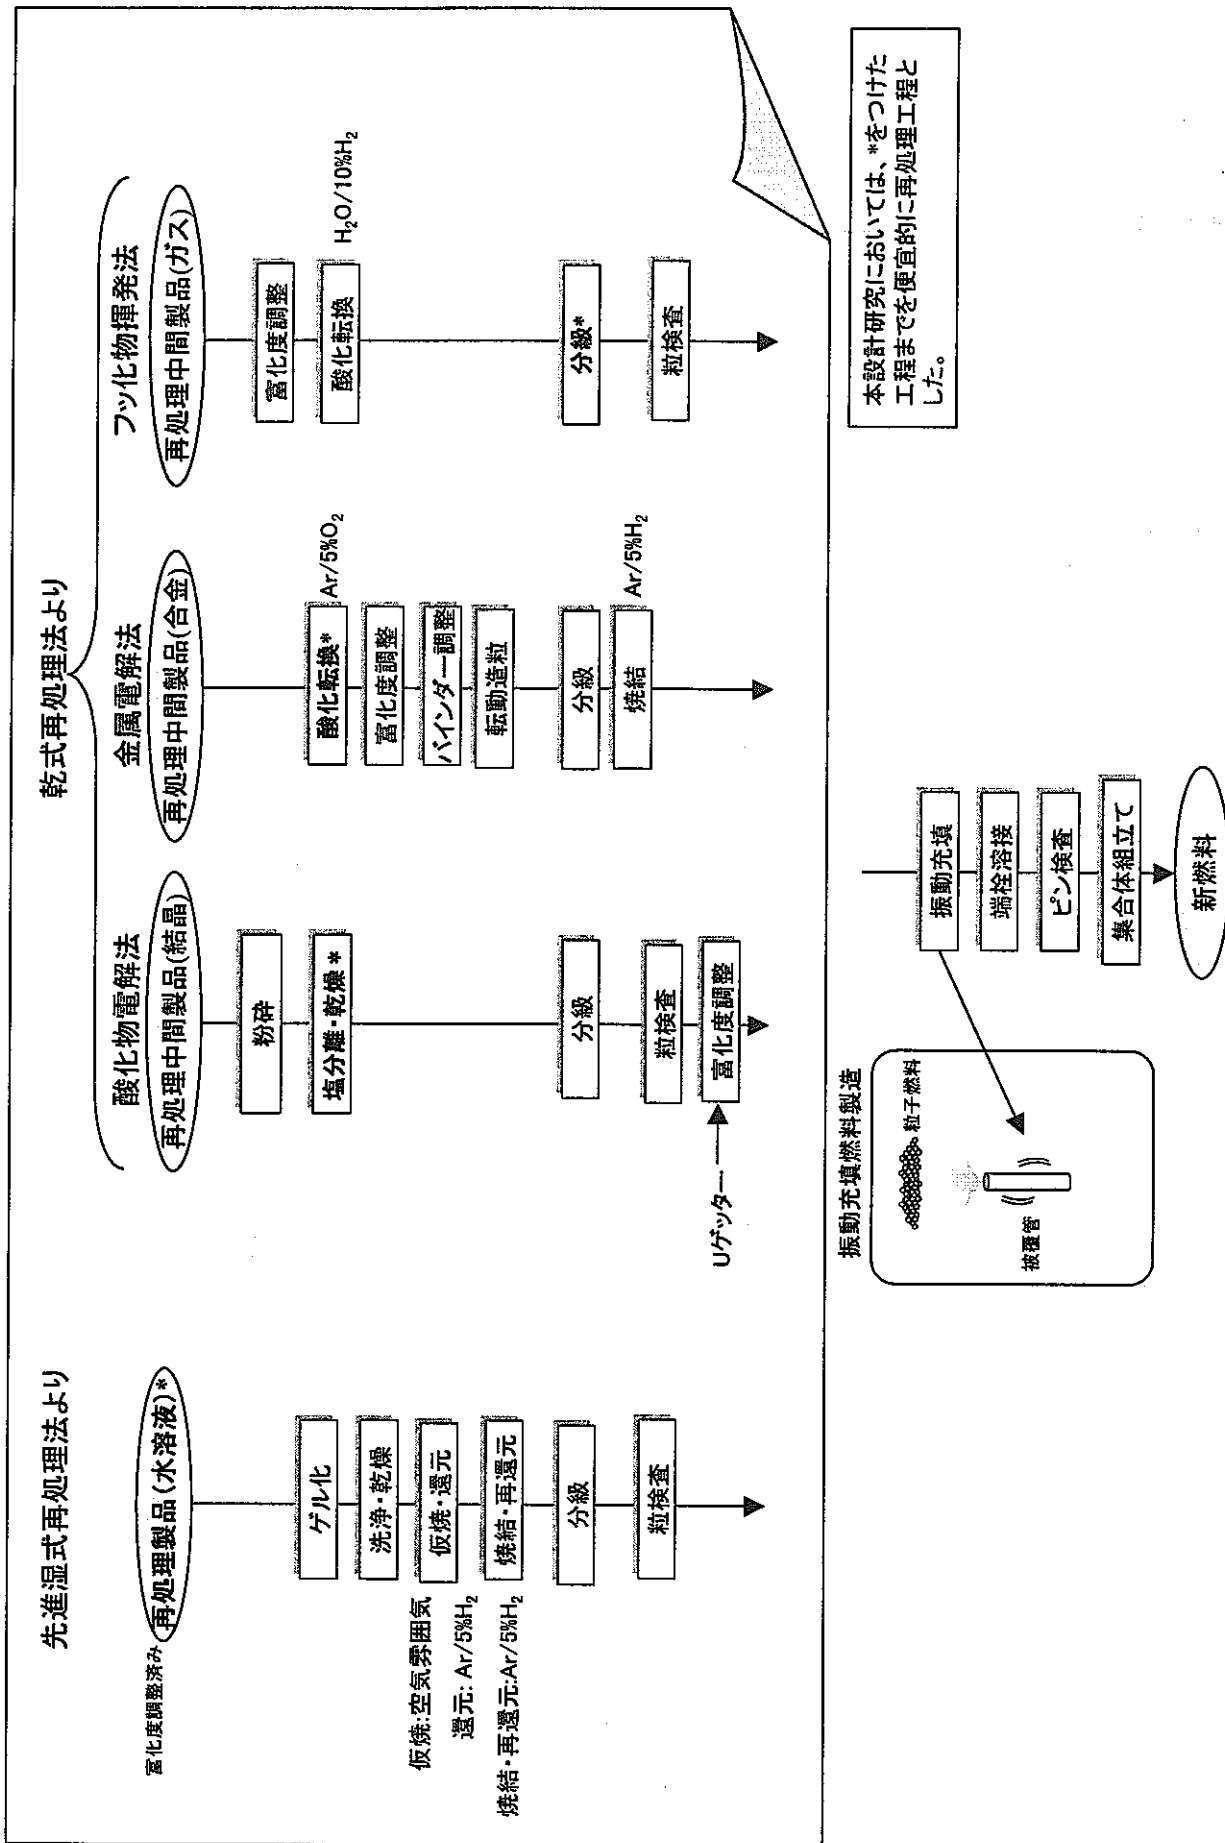 先進湿式再処理法より
富化度調整済み
再処理製品(水溶液)*
ゲル化
洗浄・乾燥
仮焼・還元
仮焼:空気雰囲気
還元: Ar/5%H₂
焼結・再還元
焼結・再還元:Ar/5%H₂
分級
粒検査
乾式再処理法より
酸化物電解法
再処理中間製品(結晶)
粉砕
塩分離・乾燥*
分級
粒検査
富化度調整
Uゲッター
金属電解法
再処理中間製品(合金)
酸化転換*
Ar/5%O₂
富化度調整
バインダー調整
転動造粒
分級
焼結
Ar/5%H₂
フッ化物揮発法
再処理中間製品(ガス)
富化度調整
酸化転換
H₂O/10%H₂
分級*
粒検査
振動充填燃料製造
粒子燃料
被覆管
振動充填
端栓溶接
ピン検査
集合体組立て
新燃料
本設計研究においては、*をつけた
工程までを便宜的に再処理工程と
した。